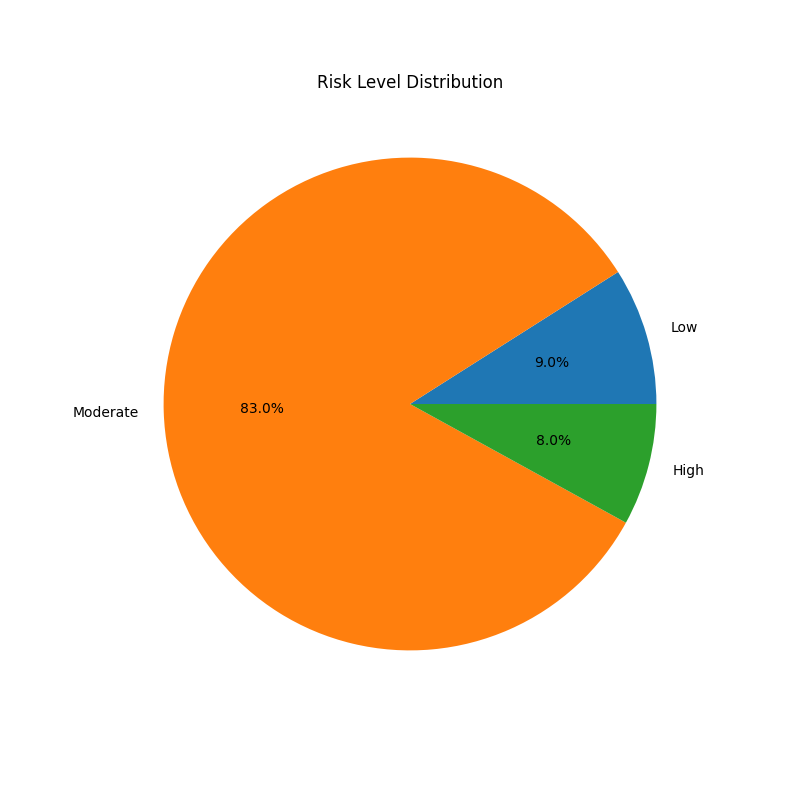 Risk Level Distribution
Low
9.0%
83.0%
Moderate
8.0%
High